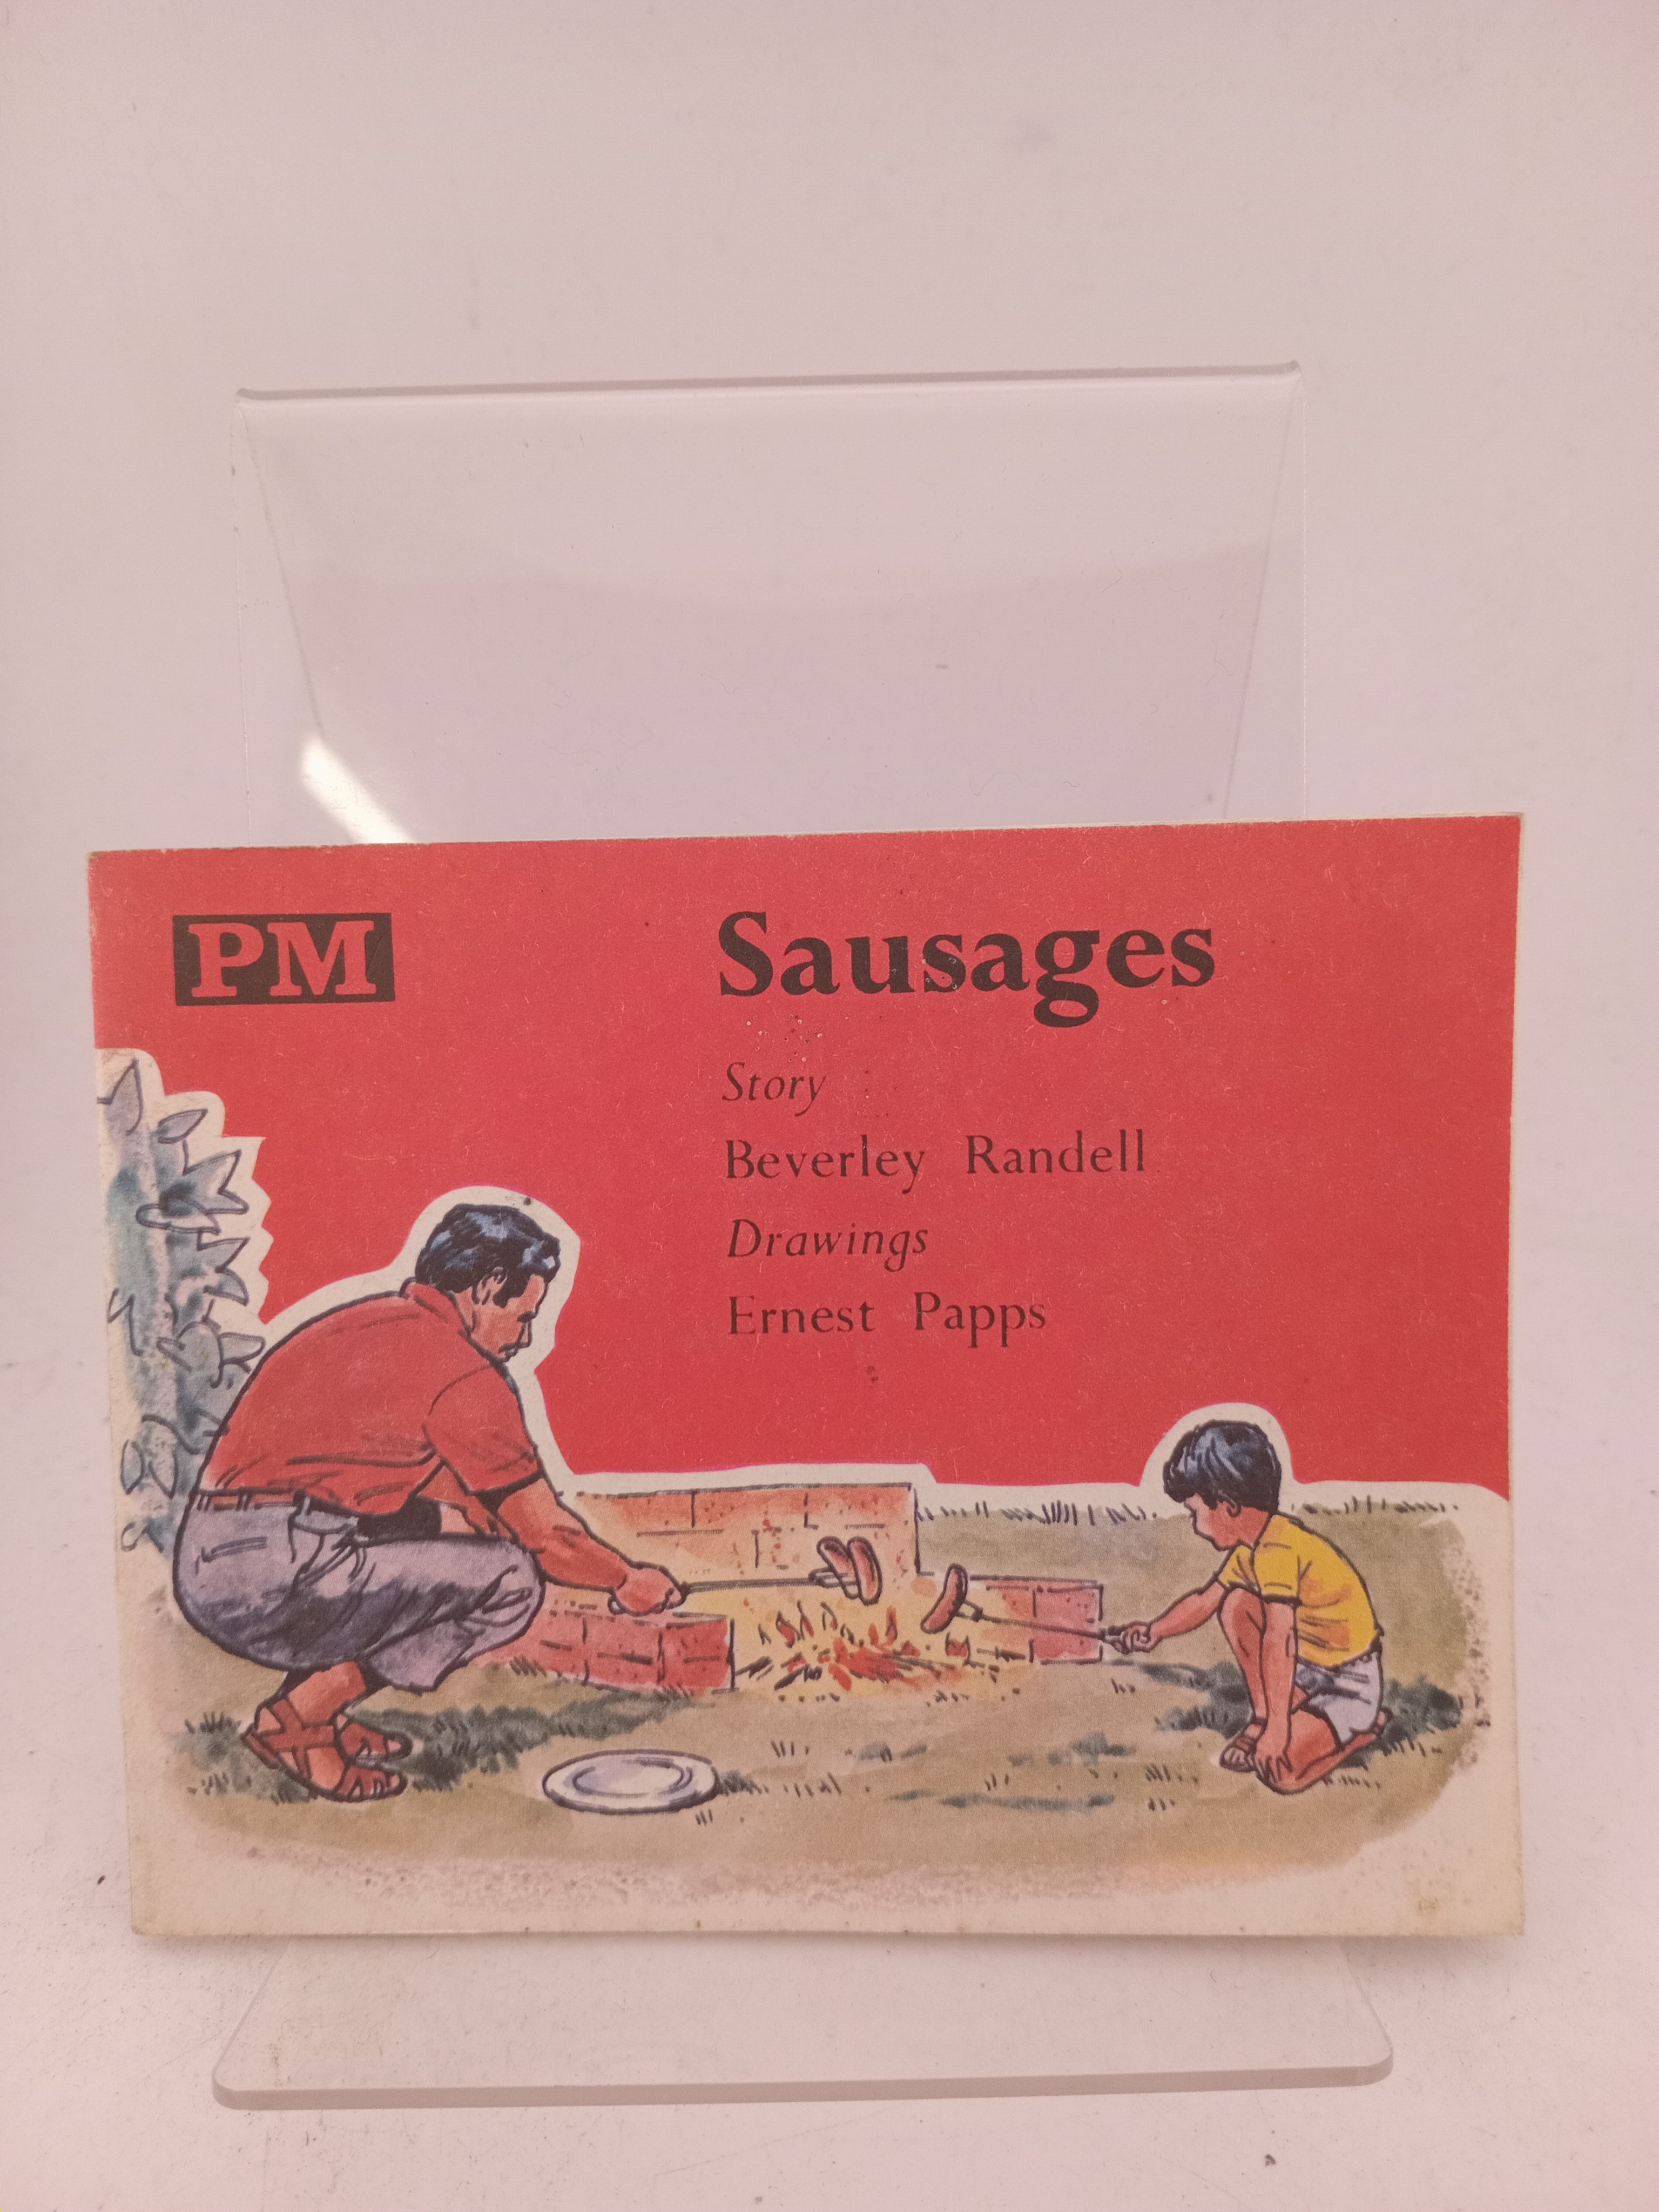 PM
Sausages
Story
Beverley Randell
Drawings
Ernest Papps